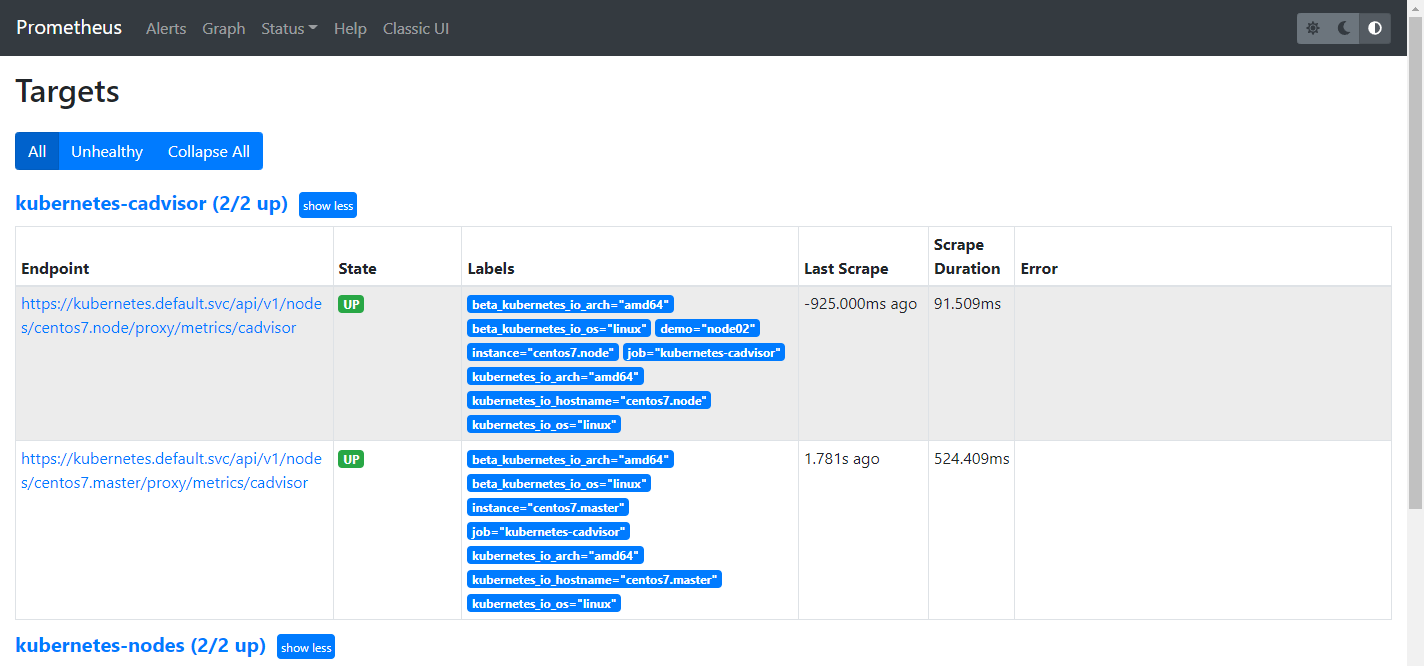 Prometheus Alerts Graph Status Help Classic UI
Targets
All Unhealthy Collapse All
kubernetes-cadvisor (2/2 up) show less
Endpoint State Labels Last Scrape Scrape Duration Error
https://kubernetes.default.svc/api/v1/node
s/centos7.node/proxy/metrics/cadvisor
UP
beta_kubernetes_io_arch="amd64"
beta_kubernetes_io_os="linux" demo="node02"
instance="centos7.node" job="kubernetes-cadvisor"
kubernetes_io_arch="amd64"
kubernetes_io_hostname="centos7.node"
kubernetes_io_os="linux"
-925.000ms ago
91.509ms
https://kubernetes.default.svc/api/v1/node
s/centos7.master/proxy/metrics/cadvisor
UP
beta_kubernetes_io_arch="amd64"
beta_kubernetes_io_os="linux"
instance="centos7.master"
job="kubernetes-cadvisor"
kubernetes_io_arch="amd64"
kubernetes_io_hostname="centos7.master"
kubernetes_io_os="linux"
1.781s ago
524.409ms
kubernetes-nodes (2/2 up) show less